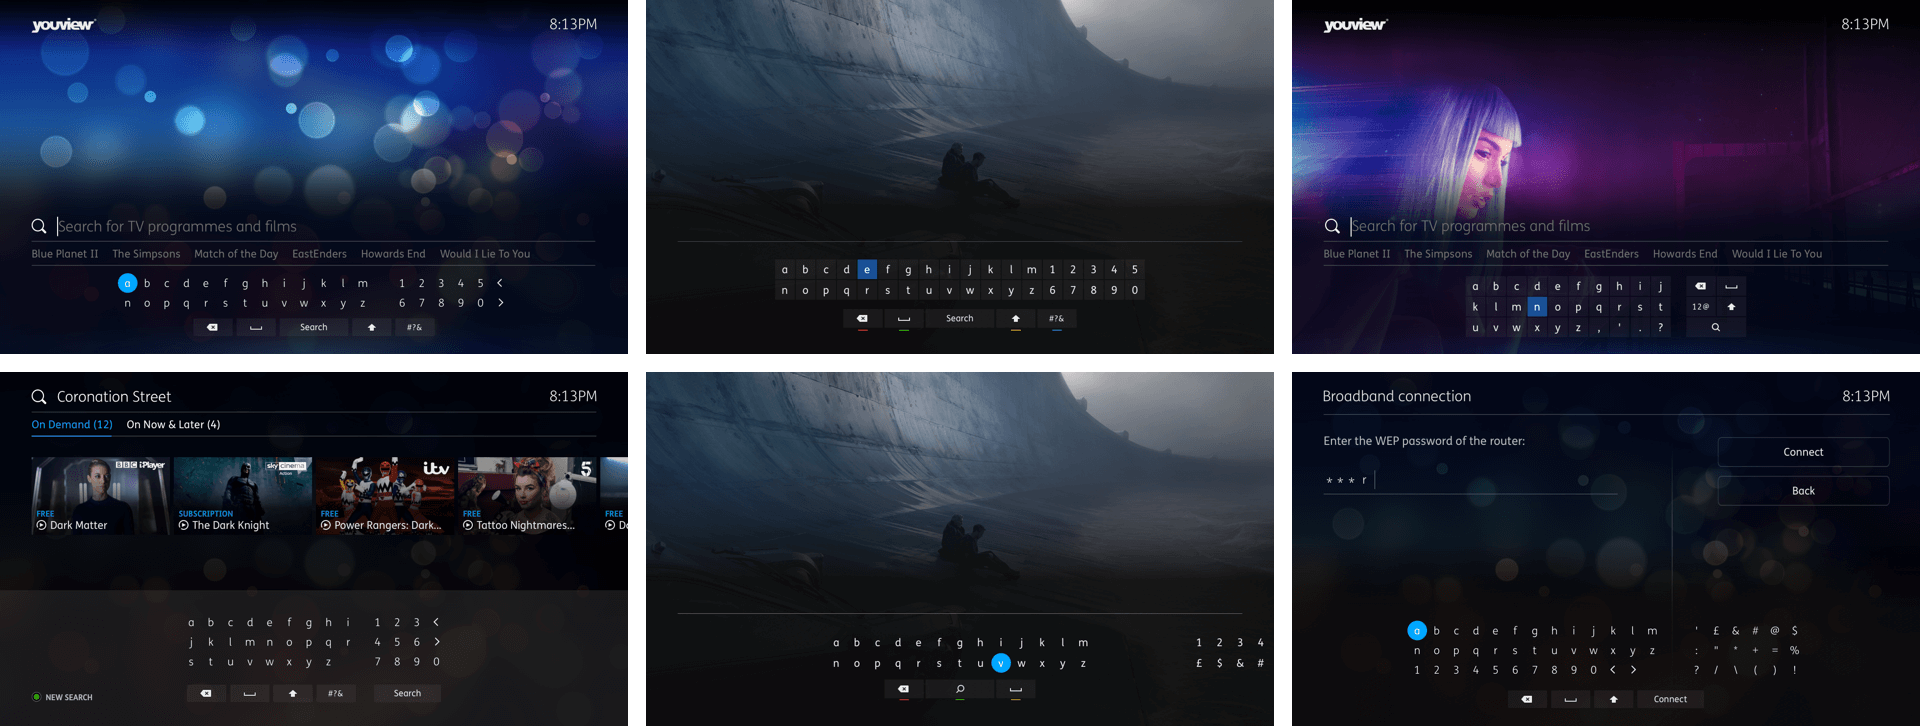 youview
8:13PM
Search for TV programmes and films
Blue Planet II The Simpsons Match of the Day EastEnders Howards End Would I Lie To You
a b c d e f g h i j k l m 1 2 3 4 5 <
n o p q r s t u v w x y z 6 7 8 9 0 >
Search #?&
a b c d e f g h i j k l m 1 2 3 4 5
n o p q r s t u v w x y z 6 7 8 9 0
Search #?&
youview
8:13PM
Search for TV programmes and films
Blue Planet II The Simpsons Match of the Day EastEnders Howards End Would I Lie To You
a b c d e f g h i j
k l m n o p q r s t 12@
u v w x y z , ' . ?
Coronation Street 8:13PM
On Demand (12) On Now & Later (4)
BBC iPlayer sky cinema Action itv 5
FREE SUBSCRIPTION FREE FREE FREE
Dark Matter The Dark Knight Power Rangers: Dark... Tattoo Nightmares... Do
a b c d e f g h i 1 2 3 <
j k l m n o p q r 4 5 6 >
s t u v w x y z 7 8 9 0
#?& Search
NEW SEARCH
a b c d e f g h i j k l m 1 2 3 4
n o p q r s t u v w x y z £ $ & #
Broadband connection 8:13PM
Enter the WEP password of the router:
Connect
* * * r
Back
a b c d e f g h i j k l m ' £ & # @ $
n o p q r s t u v w x y z : " * + = %
1 2 3 4 5 6 7 8 9 0 < > ? / \ ( ) !
Connect